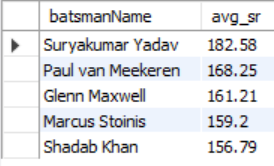 batsmanName avg_sr
Suryakumar Yadav 182.58
Paul van Meekeren 168.25
Glenn Maxwell 161.21
Marcus Stoinis 159.2
Shadab Khan 156.79